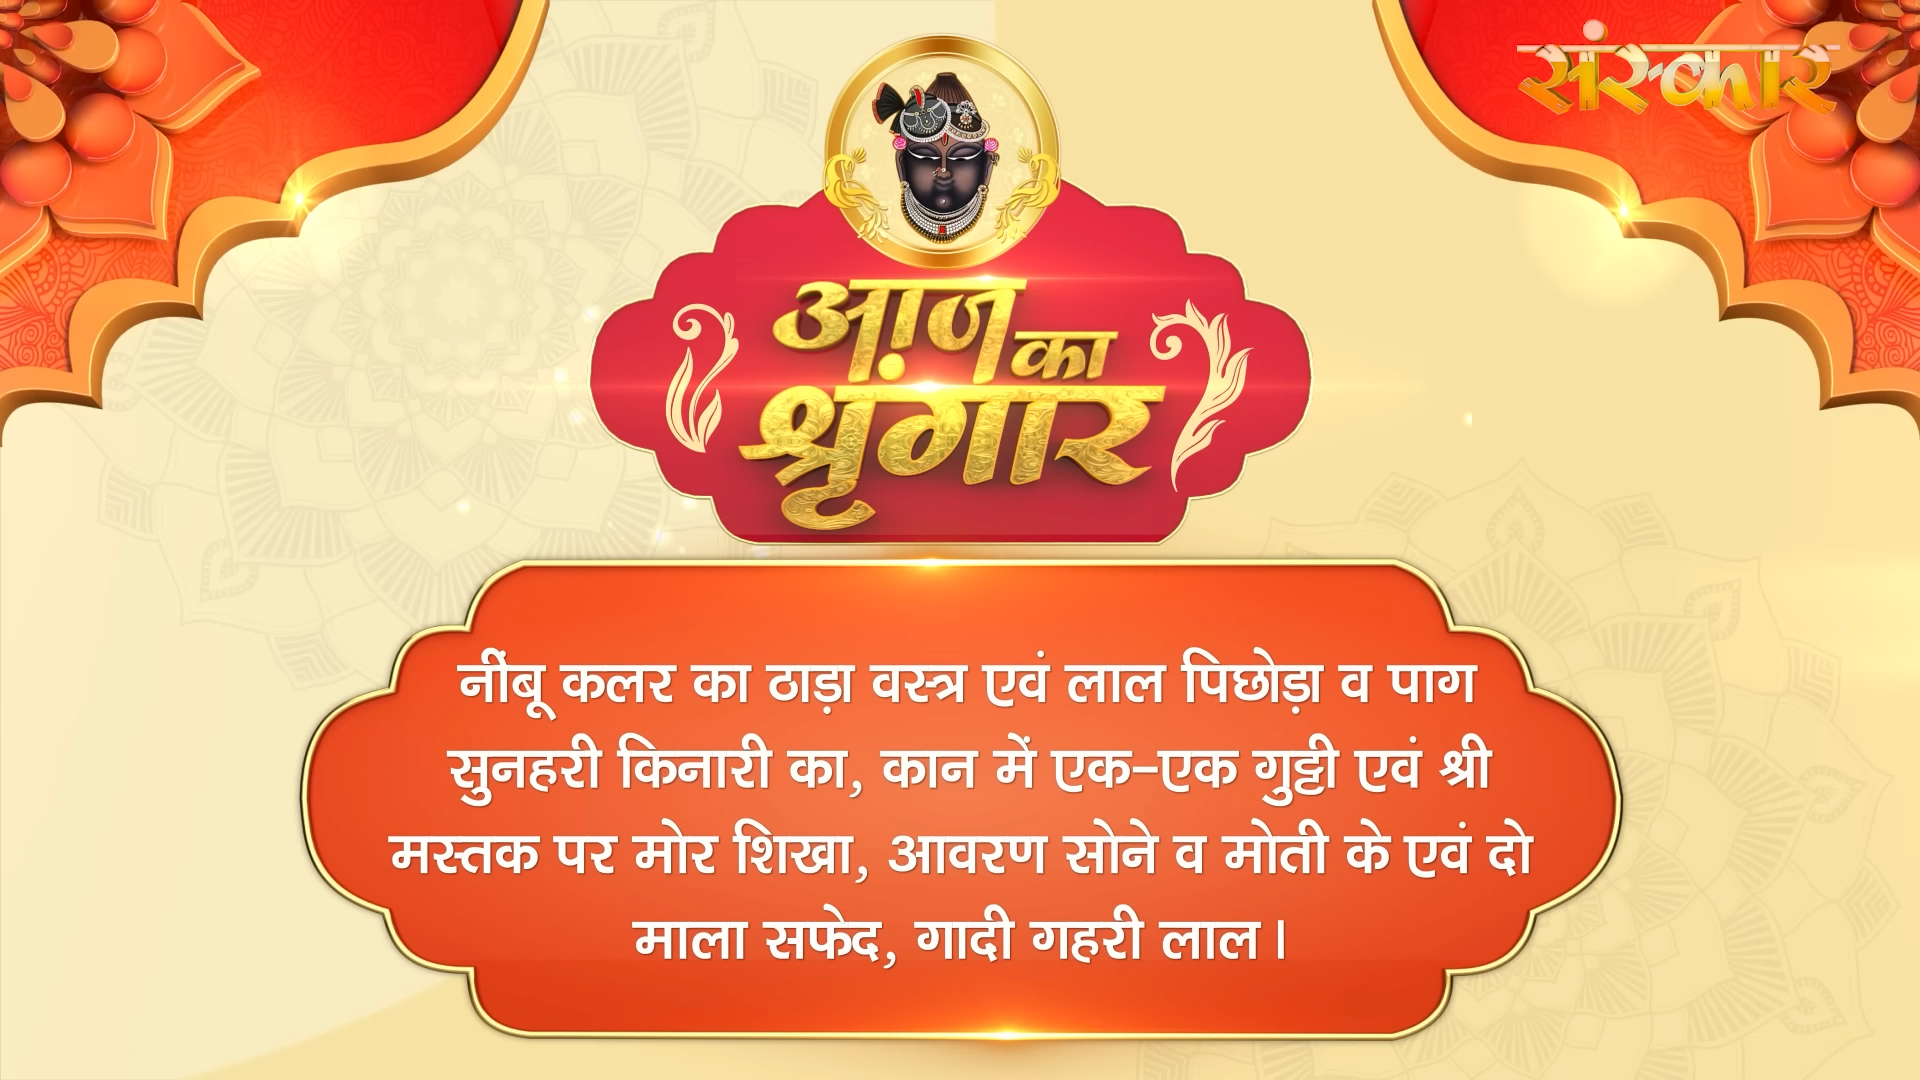 संस्कार
आज का
श्रृंगार
नींबू कलर का ठाड़ा वस्त्र एवं लाल पिछोड़ा व पाग
सुनहरी किनारी का, कान में एक-एक गुट्टी एवं श्री
मस्तक पर मोर शिखा, आवरण सोने व मोती के एवं दो
माला सफेद, गादी गहरी लाल।